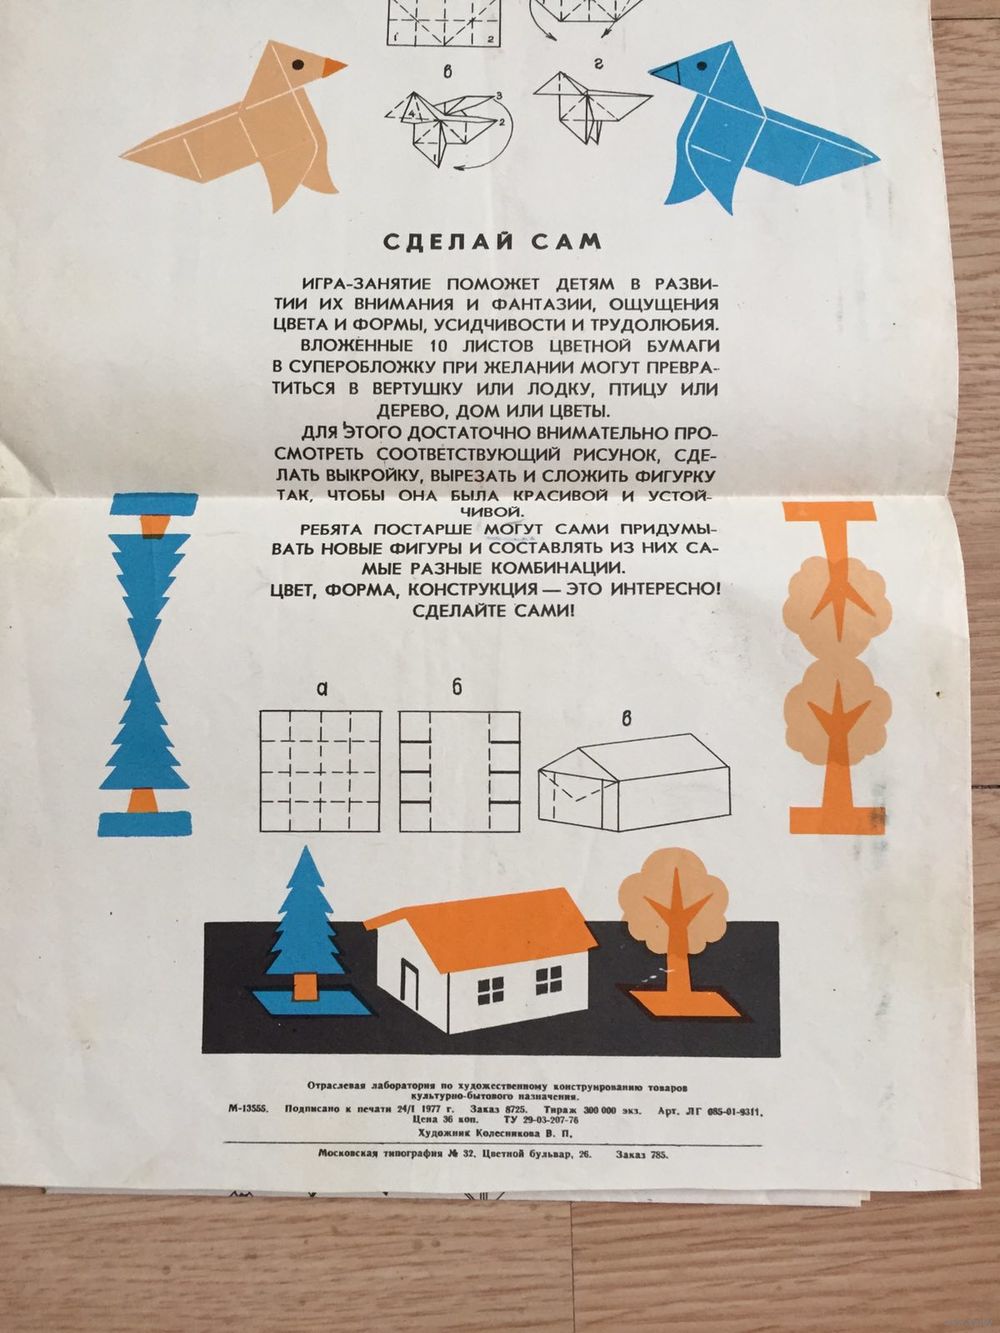 1 2
в г
3
4
2
СДЕЛАЙ САМ
ИГРА-ЗАНЯТИЕ ПОМОЖЕТ ДЕТЯМ В РАЗВИ-
ТИИ ИХ ВНИМАНИЯ И ФАНТАЗИИ, ОЩУЩЕНИЯ
ЦВЕТА И ФОРМЫ, УСИДЧИВОСТИ И ТРУДОЛЮБИЯ.
ВЛОЖЕННЫЕ 10 ЛИСТОВ ЦВЕТНОЙ БУМАГИ
В СУПЕРОБЛОЖКУ ПРИ ЖЕЛАНИИ МОГУТ ПРЕВРА-
ТИТЬСЯ В ВЕРТУШКУ ИЛИ ЛОДКУ, ПТИЦУ ИЛИ
ДЕРЕВО, ДОМ ИЛИ ЦВЕТЫ.
ДЛЯ ЭТОГО ДОСТАТОЧНО ВНИМАТЕЛЬНО ПРО-
СМОТРЕТЬ СООТВЕТСТВУЮЩИЙ РИСУНОК, СДЕ-
ЛАТЬ ВЫКРОЙКУ, ВЫРЕЗАТЬ И СЛОЖИТЬ ФИГУРКУ
ТАК, ЧТОБЫ ОНА БЫЛА КРАСИВОЙ И УСТОЙ-
ЧИВОЙ.
РЕБЯТА ПОСТАРШЕ МОГУТ САМИ ПРИДУМЫ-
ВАТЬ НОВЫЕ ФИГУРЫ И СОСТАВЛЯТЬ ИЗ НИХ СА-
МЫЕ РАЗНЫЕ КОМБИНАЦИИ.
ЦВЕТ, ФОРМА, КОНСТРУКЦИЯ — ЭТО ИНТЕРЕСНО!
СДЕЛАЙТЕ САМИ!
а б в
Отраслевая лаборатория по художественному конструированию товаров
культурно-бытового назначения.
М-13555. Подписано к печати 24/I 1977 г. Заказ 8725. Тираж 300 000 экз. Арт. ЛГ 085-01-9311.
Цена 36 коп. ТУ 29-03-207-76
Художник Колесникова В. П.
Московская типография № 32. Цветной бульвар, 26. Заказ 785.